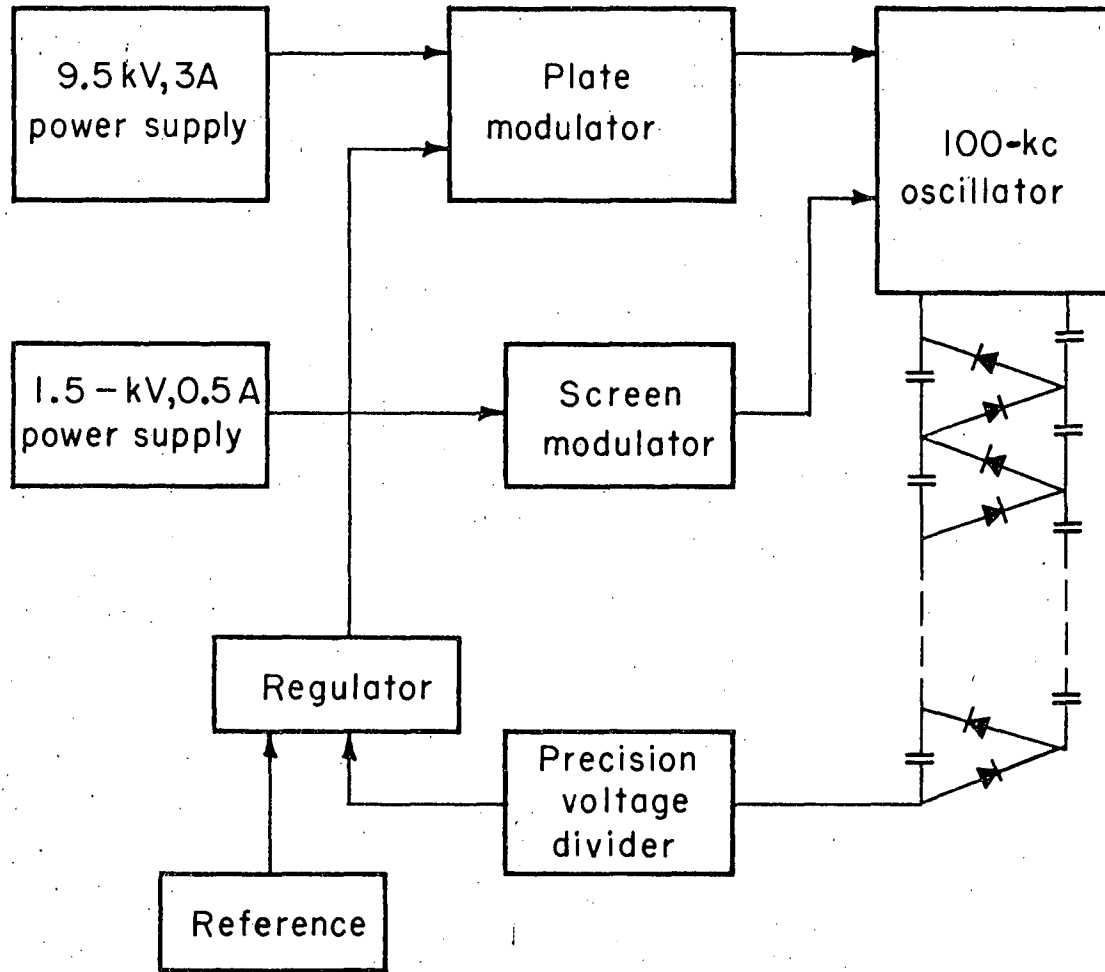 9.5 kV, 3A
power supply
Plate
modulator
100-kc
oscillator
1.5-kV, 0.5 A
power supply
Screen
modulator
Regulator
Precision
voltage
divider
Reference